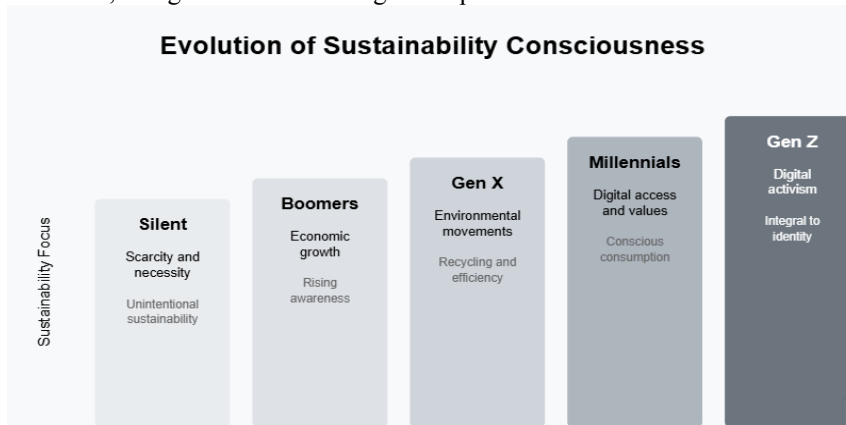 Evolution of Sustainability Consciousness
Sustainability Focus
Silent
Scarcity and
necessity
Unintentional
sustainability
Boomers
Economic
growth
Rising
awareness
Gen X
Environmental
movements
Recycling and
efficiency
Millennials
Digital access
and values
Conscious
consumption
Gen Z
Digital
activism
Integral to
identity